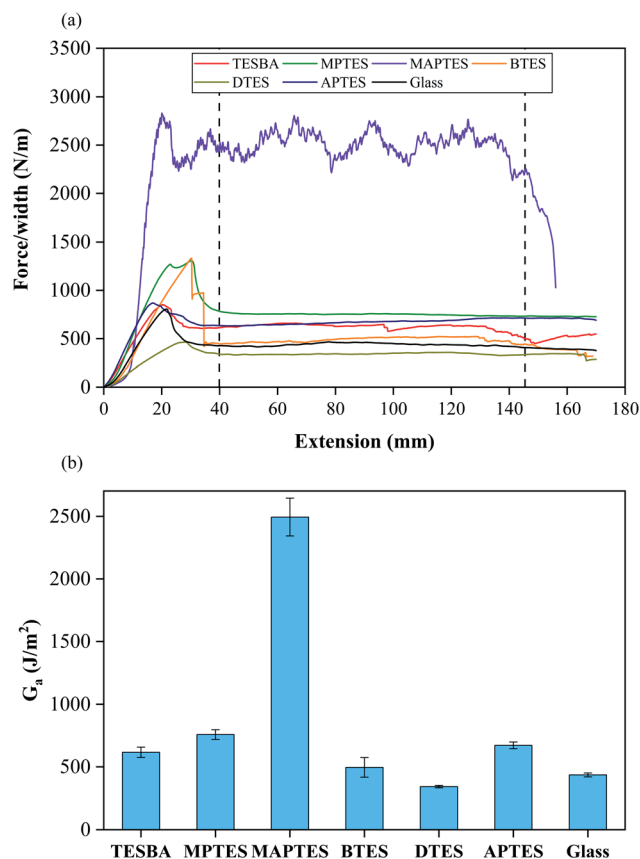 (a)
3500
3000
2500
2000
1500
1000
500
0
Force/width (N/m)
TESBA MPTES MAPTES BTES
DTES APTES Glass
0 20 40 60 80 100 120 140 160 180
Extension (mm)
(b)
2500
2000
1500
1000
500
0
Gₐ (J/m²)
TESBA MPTES MAPTES BTES DTES APTES Glass